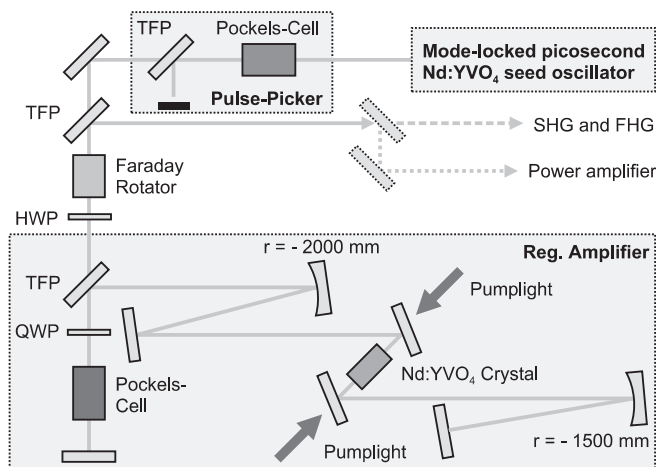 TFP
Pockels-Cell
Mode-locked picosecond
Nd:YVO4 seed oscillator
Pulse-Picker
TFP
SHG and FHG
Faraday
Rotator
Power amplifier
HWP
r = - 2000 mm
Reg. Amplifier
TFP
Pumplight
QWP
Nd:YVO4 Crystal
Pockels-
Cell
Pumplight
r = - 1500 mm